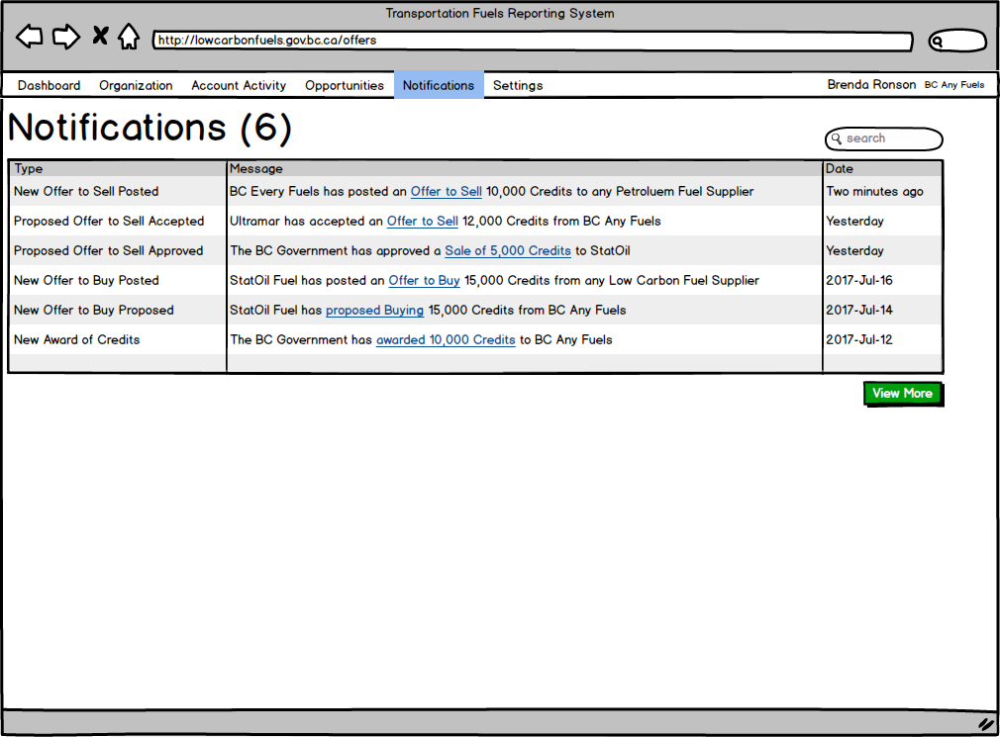 Transportation Fuels Reporting System
http://lowcarbonfuels.gov.bc.ca/offers
Dashboard Organization Account Activity Opportunities Notifications Settings Brenda Ronson BC Any Fuels
Notifications (6)
search
Type Message Date
New Offer to Sell Posted BC Every Fuels has posted an Offer to Sell 10,000 Credits to any Petroluem Fuel Supplier Two minutes ago
Proposed Offer to Sell Accepted Ultramar has accepted an Offer to Sell 12,000 Credits from BC Any Fuels Yesterday
Proposed Offer to Sell Approved The BC Government has approved a Sale of 5,000 Credits to StatOil Yesterday
New Offer to Buy Posted StatOil Fuel has posted an Offer to Buy 15,000 Credits from any Low Carbon Fuel Supplier 2017-Jul-16
New Offer to Buy Proposed StatOil Fuel has proposed Buying 15,000 Credits from BC Any Fuels 2017-Jul-14
New Award of Credits The BC Government has awarded 10,000 Credits to BC Any Fuels 2017-Jul-12
View More